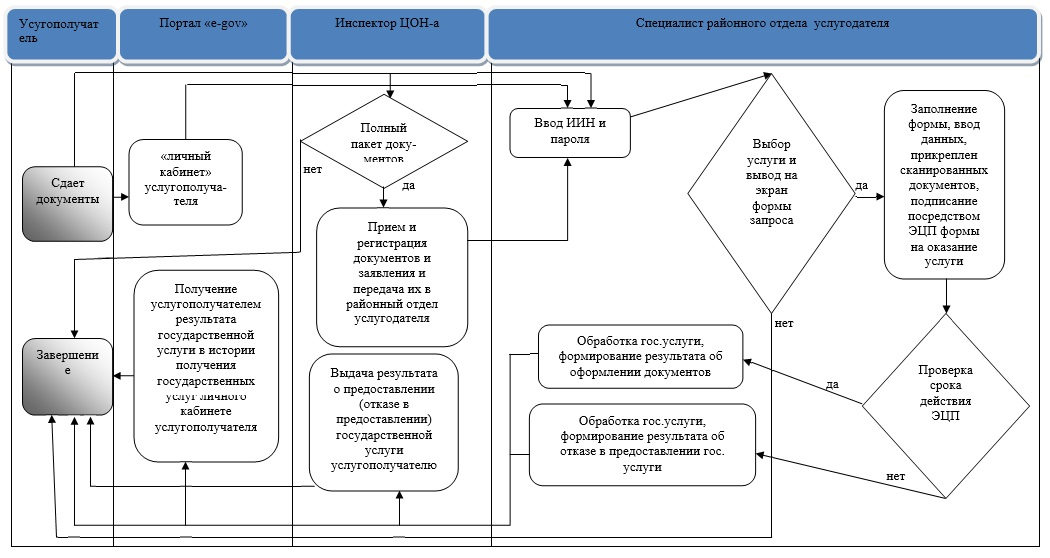 Усугополучат
ель
Портал «e-gov»
Инспектор ЦОН-а
Специалист районного отдела услугодателя
Сдает
документы
«личный
кабинет»
услугополуча-
теля
Полный
пакет доку-
ментов
нет
да
Ввод ИИН и
пароля
Выбор
услуги и
вывод на
экран
формы
запроса
да
нет
Заполнение
формы, ввод
данных,
прикреплен
сканированных
документов,
подписание
посредством
ЭЦП формы
на оказание
услуги
Прием и
регистрация
документов и
заявления и
передача их в
районный отдел
услугодателя
Получение
услугополучателем
результата
государственной
услуги в истории
получения
государственных
услуг личного
кабинете
услугополучателя
Завершени
е
Выдача результата
о предоставлении
(отказе в
предоставлении)
государственной
услуги
услугополучателю
Обработка гос.услуги,
формирование результата об
оформлении документов
Обработка гос.услуги,
формирование результата об
отказе в предоставлении гос.
услуги
да
нет
Проверка
срока
действия
ЭЦП